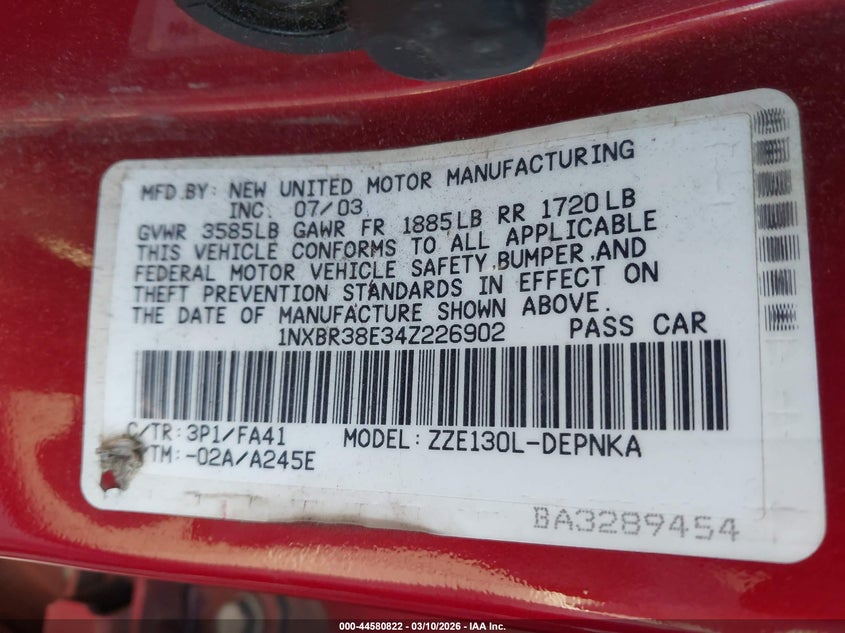 MFD.BY: NEW UNITED MOTOR MANUFACTURING
INC. 07/03
GVWR 3585LB GAWR FR 1885LB RR 1720LB
THIS VEHICLE CONFORMS TO ALL APPLICABLE
FEDERAL MOTOR VEHICLE SAFETY,BUMPER,AND
THEFT PREVENTION STANDARDS IN EFFECT ON
THE DATE OF MANUFACTURE SHOWN ABOVE.
1NXBR38E34Z226902 PASS CAR
C/TR:3P1/FA41 MODEL:ZZE130L-DEPNKA
/TM:-02A/A245E
BA3289454
000-44580822 - 03/10/2026 - IAA Inc.